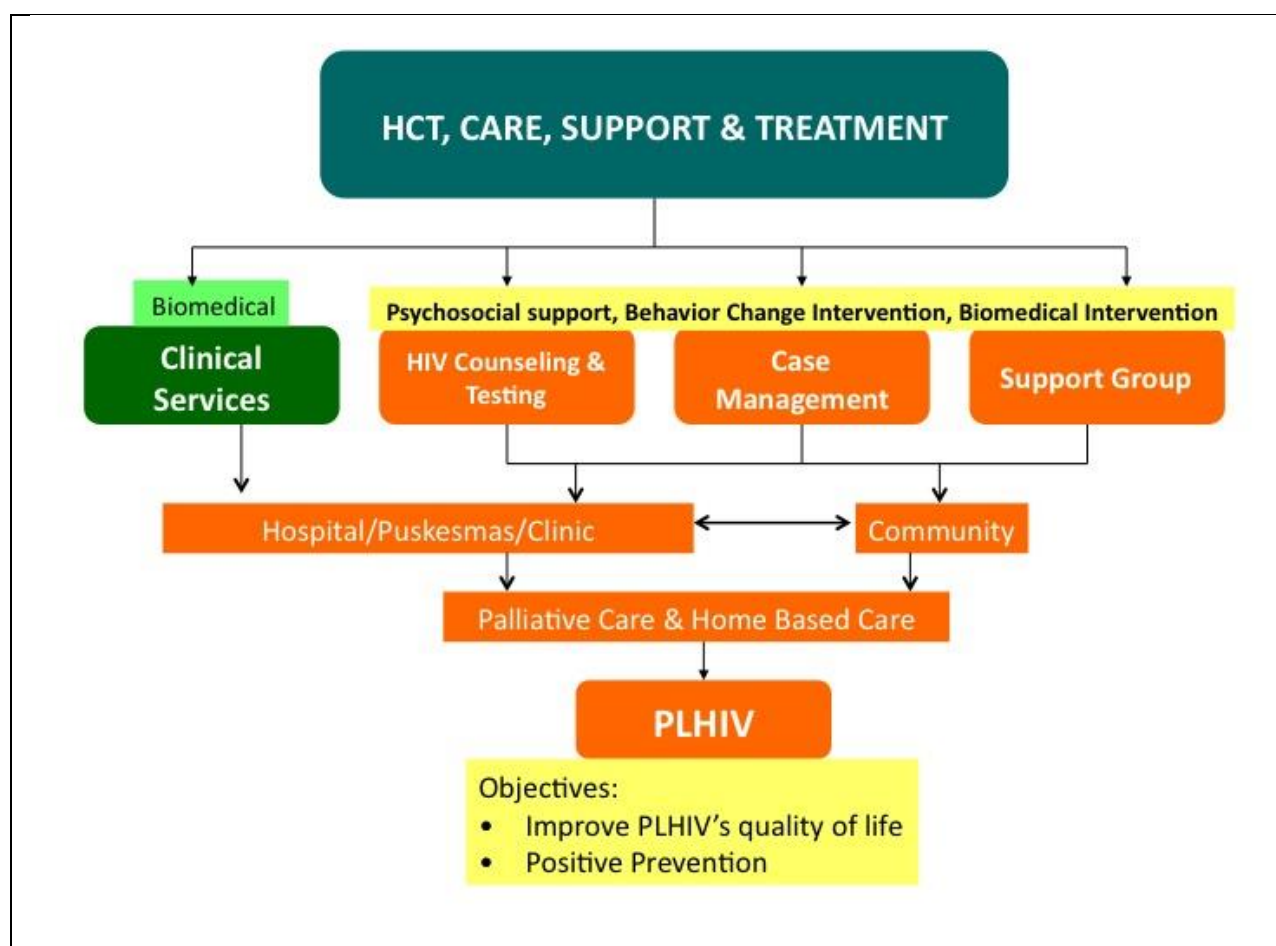 HCT, CARE, SUPPORT & TREATMENT
Biomedical
Psychosocial support, Behavior Change Intervention, Biomedical Intervention
Clinical
Services
HIV Counseling &
Testing
Case
Management
Support Group
Hospital/Puskesmas/Clinic
Community
Palliative Care & Home Based Care
PLHIV
Objectives:
• Improve PLHIV’s quality of life
• Positive Prevention